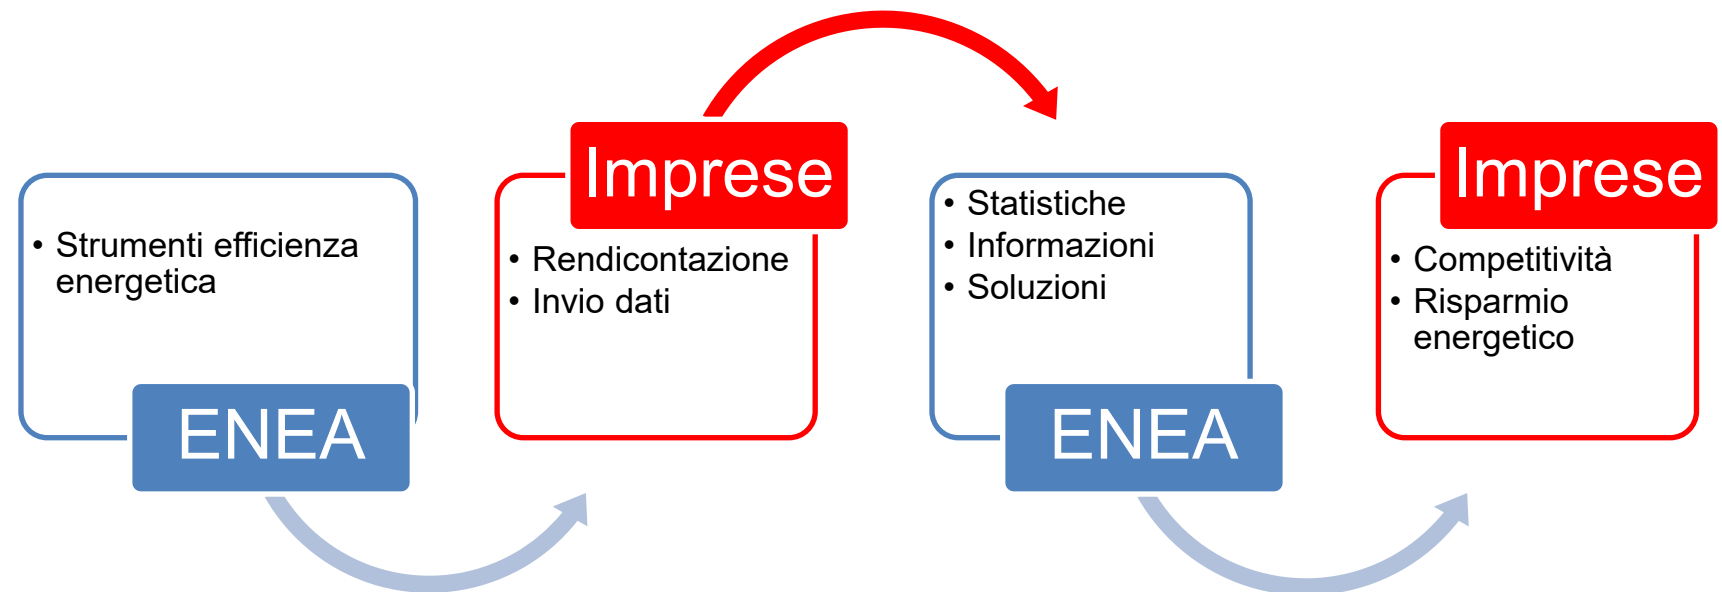 • Strumenti efficienza
energetica
ENEA
Imprese
• Rendicontazione
• Invio dati
• Statistiche
• Informazioni
• Soluzioni
ENEA
Imprese
• Competitività
• Risparmio
energetico